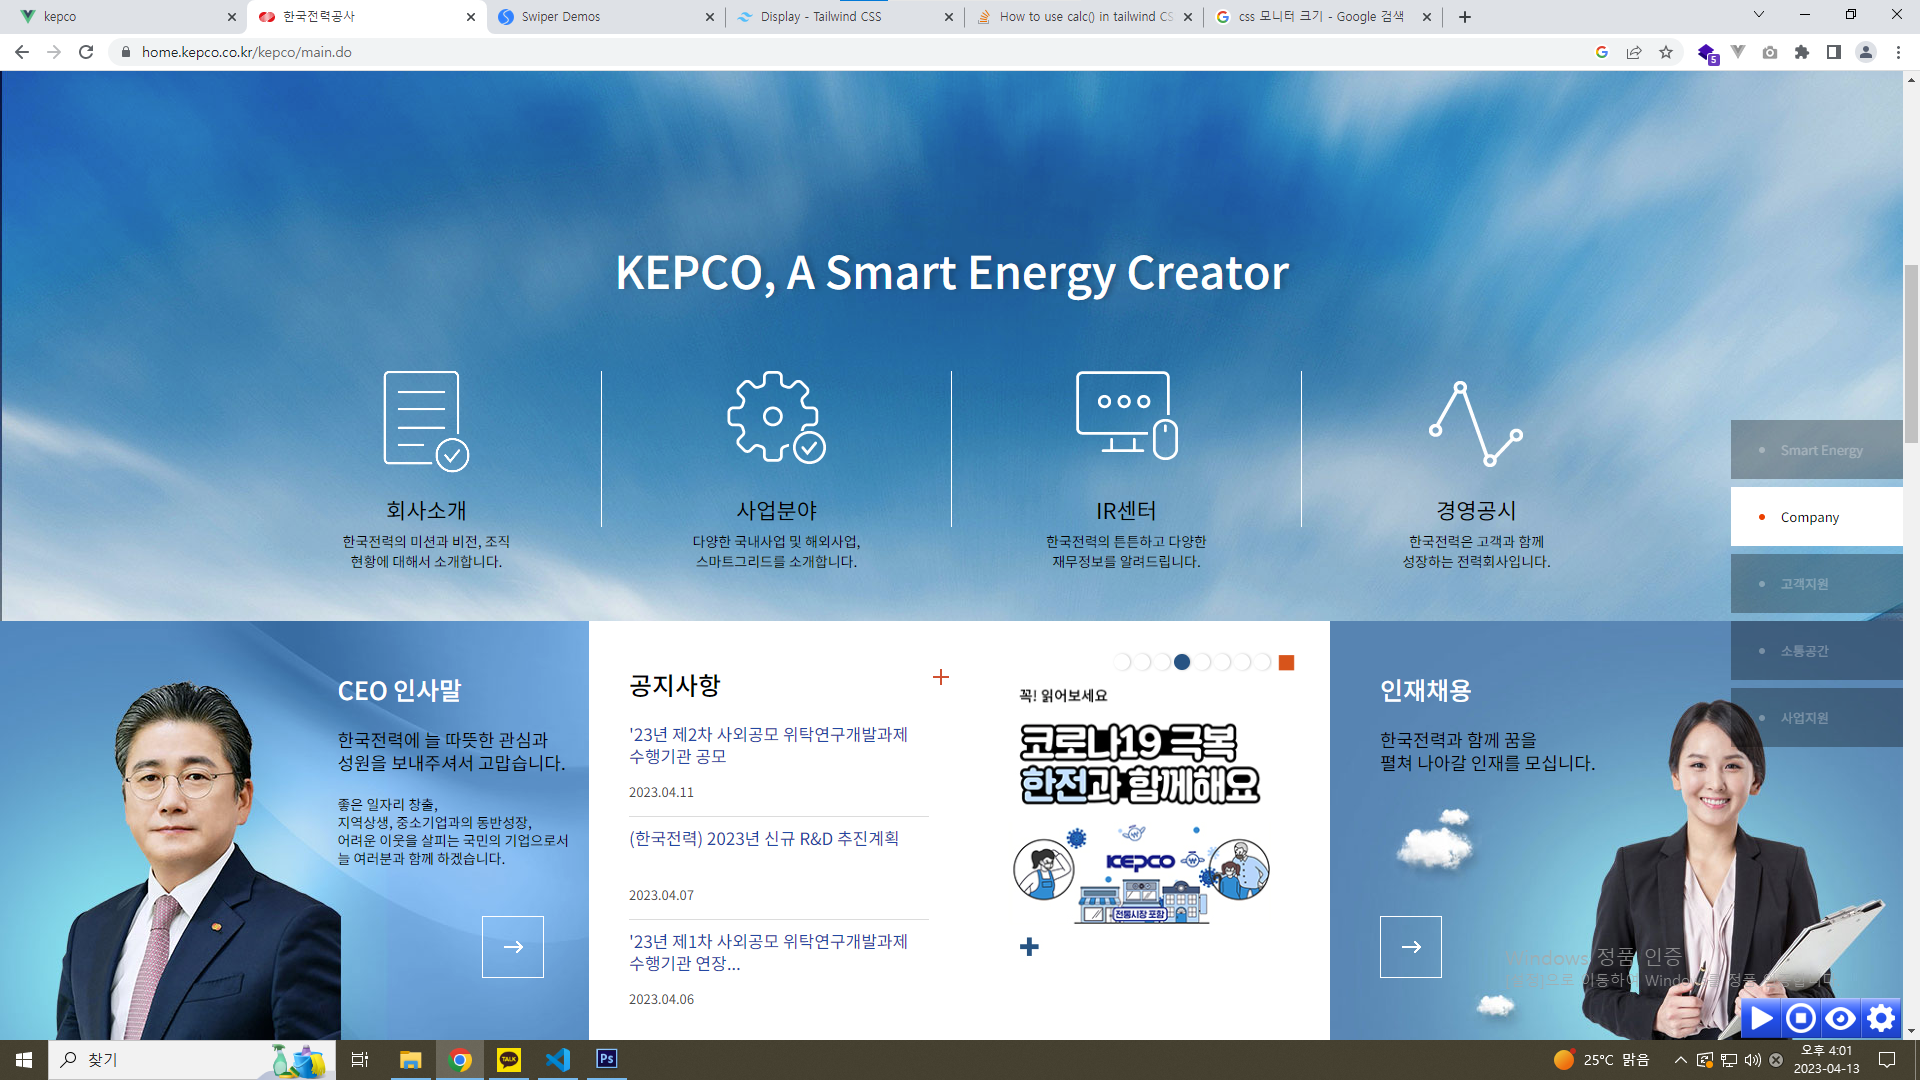 kepco
한국전력공사
Swiper Demos
Display - Tailwind CSS
How to use calc() in tailwind CS
css 모니터 크기 - Google 검색
home.kepco.co.kr/kepco/main.do
5
KEPCO, A Smart Energy Creator
회사소개
한국전력의 미션과 비전, 조직
현황에 대해서 소개합니다.
사업분야
다양한 국내사업 및 해외사업,
스마트그리드를 소개합니다.
IR센터
한국전력의 튼튼하고 다양한
재무정보를 알려드립니다.
경영공시
한국전력은 고객과 함께
성장하는 전력회사입니다.
Smart Energy
Company
고객지원
소통공간
사업지원
CEO 인사말
한국전력에 늘 따뜻한 관심과
성원을 보내주셔서 고맙습니다.
좋은 일자리 창출,
지역상생, 중소기업과의 동반성장,
어려운 이웃을 살피는 국민의 기업으로서
늘 여러분과 함께 하겠습니다.
공지사항
'23년 제2차 사외공모 위탁연구개발과제
수행기관 공모
2023.04.11
(한국전력) 2023년 신규 R&D 추진계획
2023.04.07
'23년 제1차 사외공모 위탁연구개발과제
수행기관 연장...
2023.04.06
꼭! 읽어보세요
코로나19 극복
한전과 함께해요
KEPCO
전통시장 포함
인재채용
한국전력과 함께 꿈을
펼쳐 나아갈 인재를 모십니다.
Windows 정품 인증
으로 이동하여 Windows를 정품 인증합니다
찾기
TALK
Ps
25°C 맑음
오후 4:01
2023-04-13